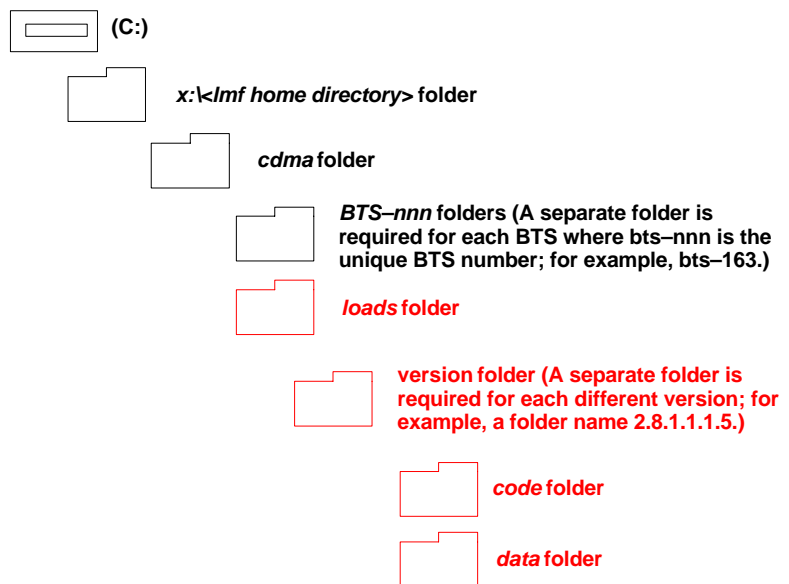 (C:)
x:\<lmf home directory> folder
cdma folder
BTS–nnn folders (A separate folder is
required for each BTS where bts–nnn is the
unique BTS number; for example, bts–163.)
loads folder
version folder (A separate folder is
required for each different version; for
example, a folder name 2.8.1.1.1.5.)
code folder
data folder